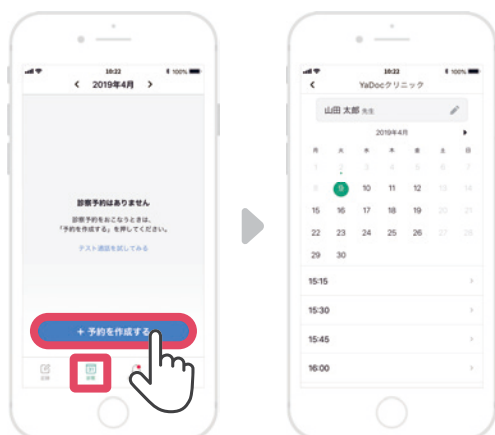 10:22
100%
2019年4月
診察予約はありません
診察予約をおこなうときは、
「予約を作成する」を押してください。
テスト通話を試してみる
+ 予約を作成する
診察
10:22
100%
YaDocクリニック
山田 太郎 先生
2019年4月
月 火 水 木 金 土 日
1 2 3 4 5 6 7
8 9 10 11 12 13 14
15 16 17 18 19 20 21
22 23 24 25 26 27 28
29 30
15:15
15:30
15:45
16:00